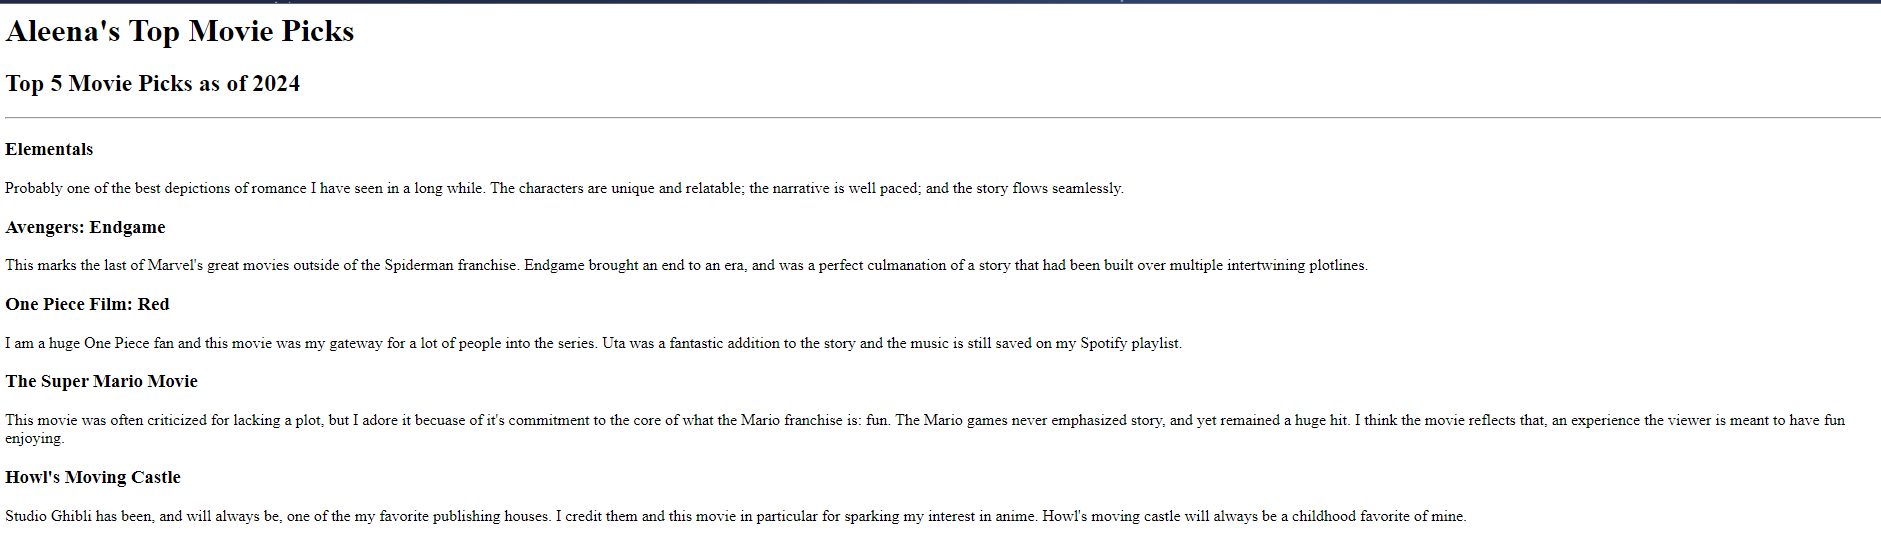 Aleena's Top Movie Picks
Top 5 Movie Picks as of 2024
Elementals
Probably one of the best depictions of romance I have seen in a long while. The characters are unique and relatable; the narrative is well paced; and the story flows seamlessly.
Avengers: Endgame
This marks the last of Marvel's great movies outside of the Spiderman franchise. Endgame brought an end to an era, and was a perfect culmanation of a story that had been built over multiple intertwining plotlines.
One Piece Film: Red
I am a huge One Piece fan and this movie was my gateway for a lot of people into the series. Uta was a fantastic addition to the story and the music is still saved on my Spotify playlist.
The Super Mario Movie
This movie was often criticized for lacking a plot, but I adore it becuase of it's commitment to the core of what the Mario franchise is: fun. The Mario games never emphasized story, and yet remained a huge hit. I think the movie reflects that, an experience the viewer is meant to have fun
enjoying.
Howl's Moving Castle
Studio Ghibli has been, and will always be, one of the my favorite publishing houses. I credit them and this movie in particular for sparking my interest in anime. Howl's moving castle will always be a childhood favorite of mine.